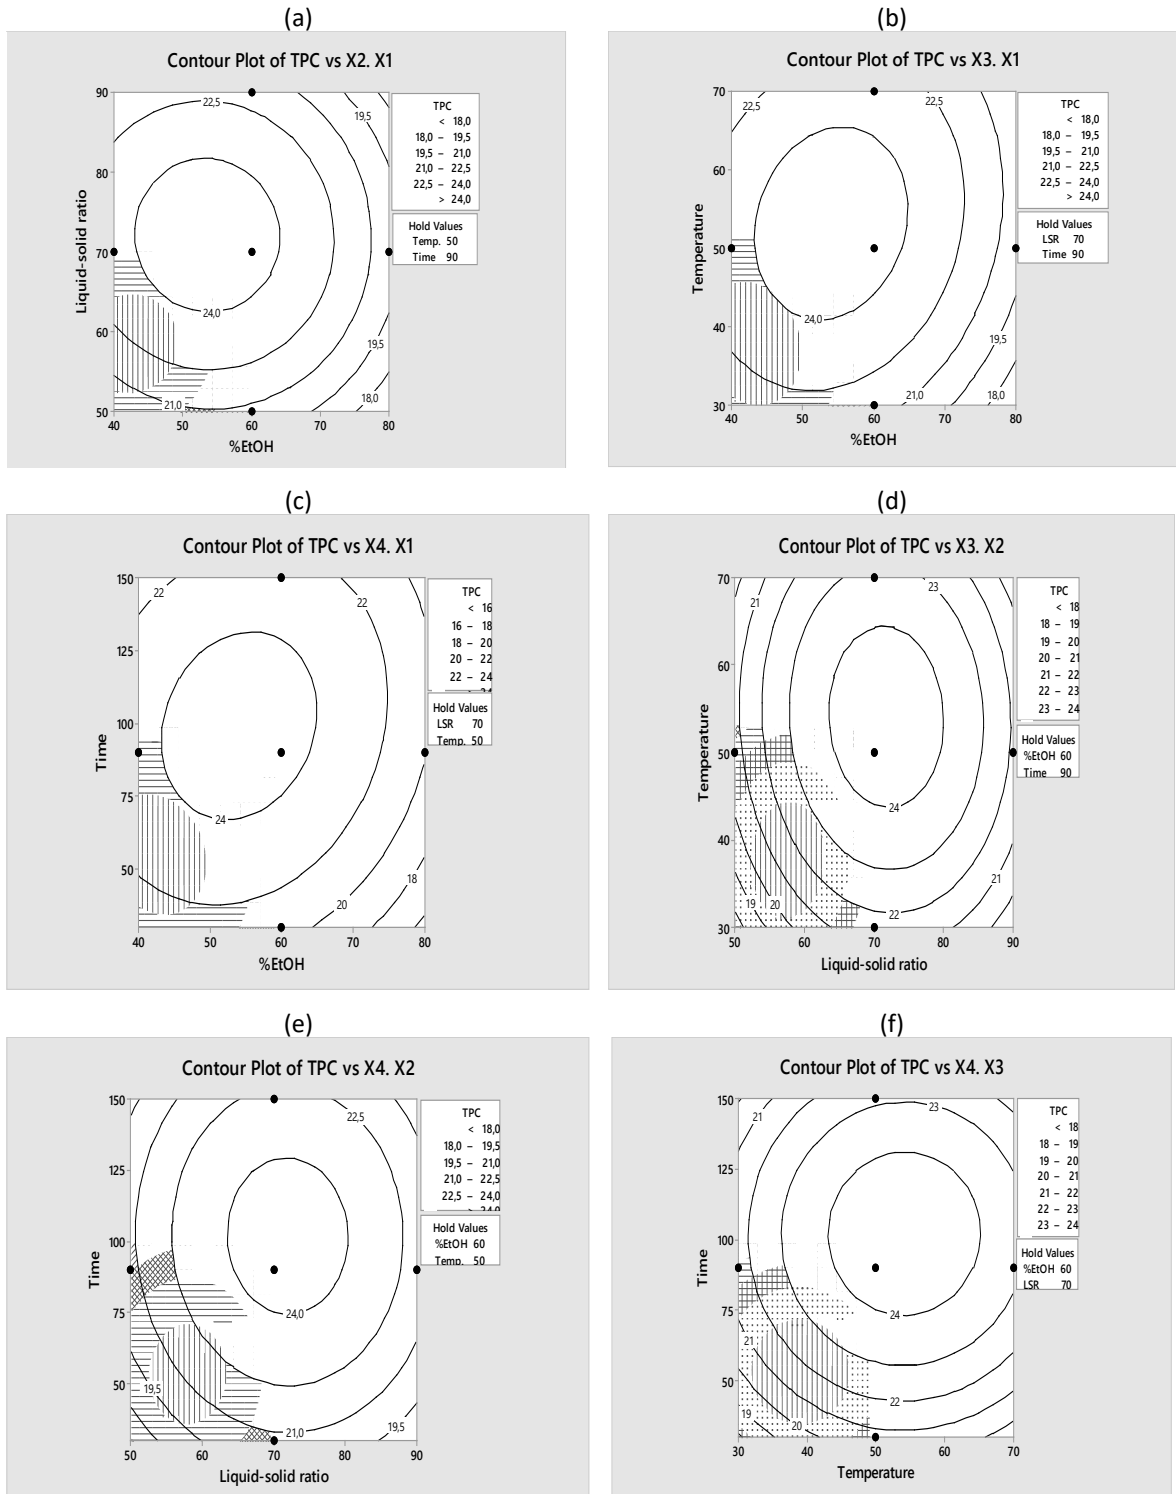 (a)
Contour Plot of TPC vs X2. X1
90
80
70
60
50
Liquid-solid ratio
40 50 60 70 80
%EtOH
22,5
19,5
24,0
19,5
21,0
18,0
TPC
< 18,0
18,0 – 19,5
19,5 – 21,0
21,0 – 22,5
22,5 – 24,0
> 24,0
Hold Values
Temp. 50
Time 90
(b)
Contour Plot of TPC vs X3. X1
70
60
50
40
30
Temperature
40 50 60 70 80
%EtOH
22,5
22,5
24,0
19,5
21,0
18,0
TPC
< 18,0
18,0 – 19,5
19,5 – 21,0
21,0 – 22,5
22,5 – 24,0
> 24,0
Hold Values
LSR 70
Time 90
(c)
Contour Plot of TPC vs X4. X1
150
125
100
75
50
Time
40 50 60 70 80
%EtOH
22
22
24
18
20
TPC
< 16
16 – 18
18 – 20
20 – 22
22 – 24
Hold Values
LSR 70
Temp. 50
(d)
Contour Plot of TPC vs X3. X2
70
60
50
40
30
Temperature
50 60 70 80 90
Liquid-solid ratio
21
23
24
21
19
20
22
TPC
< 18
18 – 19
19 – 20
20 – 21
21 – 22
22 – 23
23 – 24
Hold Values
%EtOH 60
Time 90
(e)
Contour Plot of TPC vs X4. X2
150
125
100
75
50
Time
50 60 70 80 90
Liquid-solid ratio
22,5
24,0
19,5
21,0
19,5
TPC
< 18,0
18,0 – 19,5
19,5 – 21,0
21,0 – 22,5
22,5 – 24,0
> 24,0
Hold Values
%EtOH 60
Temp. 50
(f)
Contour Plot of TPC vs X4. X3
150
125
100
75
50
Time
30 40 50 60 70
Temperature
21
23
24
21
22
19
20
TPC
< 18
18 – 19
19 – 20
20 – 21
21 – 22
22 – 23
23 – 24
Hold Values
%EtOH 60
LSR 70